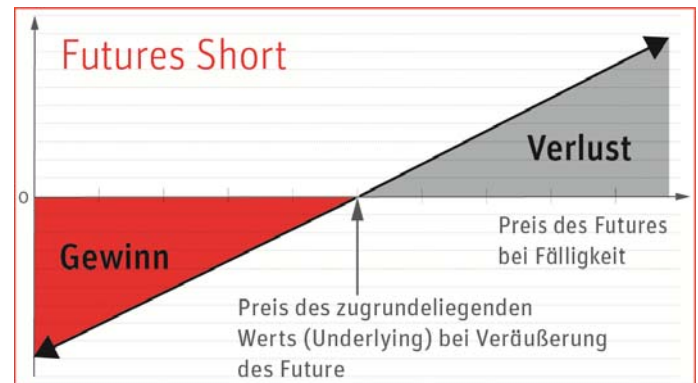 Futures Short
Verlust
0
Preis des Futures
bei Fälligkeit
Gewinn
Preis des zugrundeliegenden
Werts (Underlying) bei Veräußerung
des Future